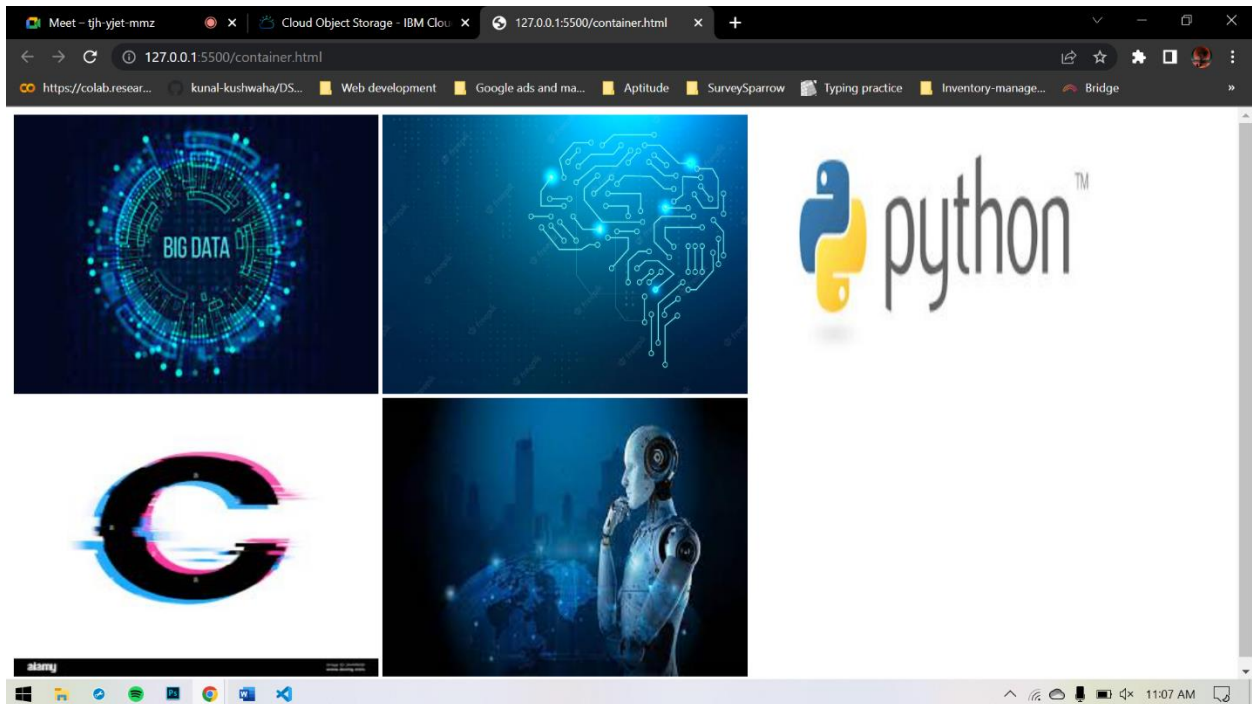 Meet – tjh-yjet-mmz
Cloud Object Storage - IBM Clou
127.0.0.1:5500/container.html
127.0.0.1:5500/container.html
https://colab.resear...
kunal-kushwaha/DS...
Web development
Google ads and ma...
Aptitude
SurveySparrow
Typing practice
Inventory-manage...
Bridge
»
BIG DATA
python™
C
alamy
Ps
W
11:07 AM